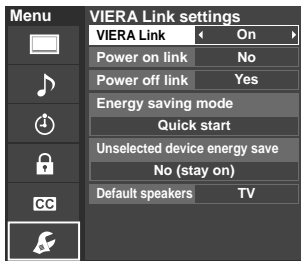 Menu
VIERA Link settings
VIERA Link On
Power on link No
Power off link Yes
Energy saving mode
Quick start
Unselected device energy save
No (stay on)
Default speakers TV
CC